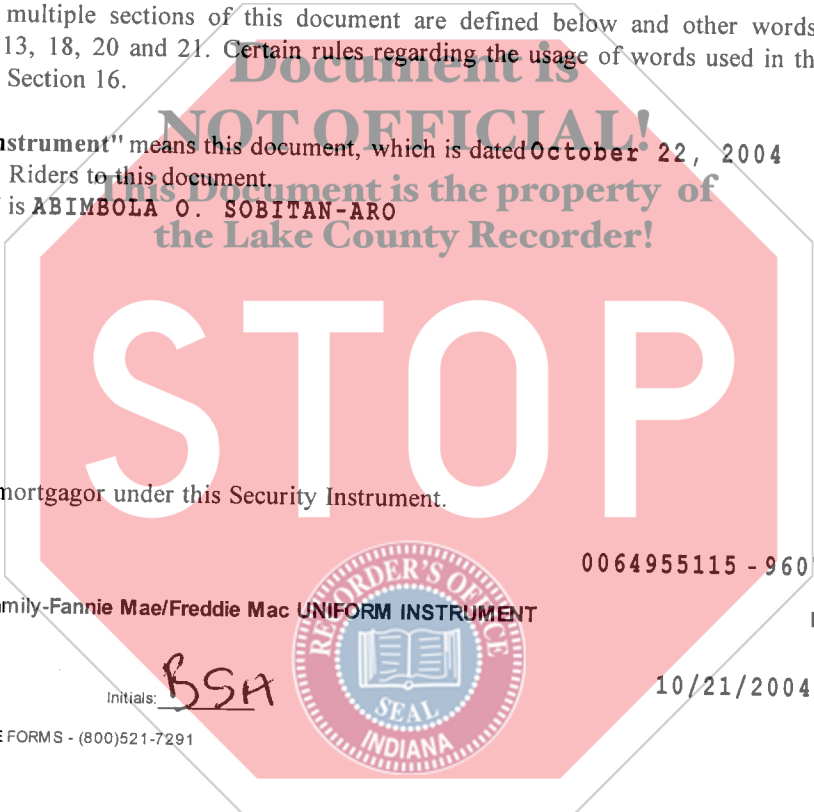 multiple sections of this document are defined below and other words
13, 18, 20 and 21. Certain rules regarding the usage of words used in th
Section 16.
Document is
NOT OFFICIAL!
nstrument" means this document, which is dated October 22, 2004
Riders to this document.
This Document is the property of
is ABIMBOLA O. SOBITAN-ARO
the Lake County Recorder!
STOP
mortgagor under this Security Instrument.
0064955115 - 960
mily-Fannie Mae/Freddie Mac UNIFORM INSTRUMENT
RECORDER'S OFFICE
SEAL
INDIANA
Initials: BSA
10/21/2004
E FORMS - (800)521-7291